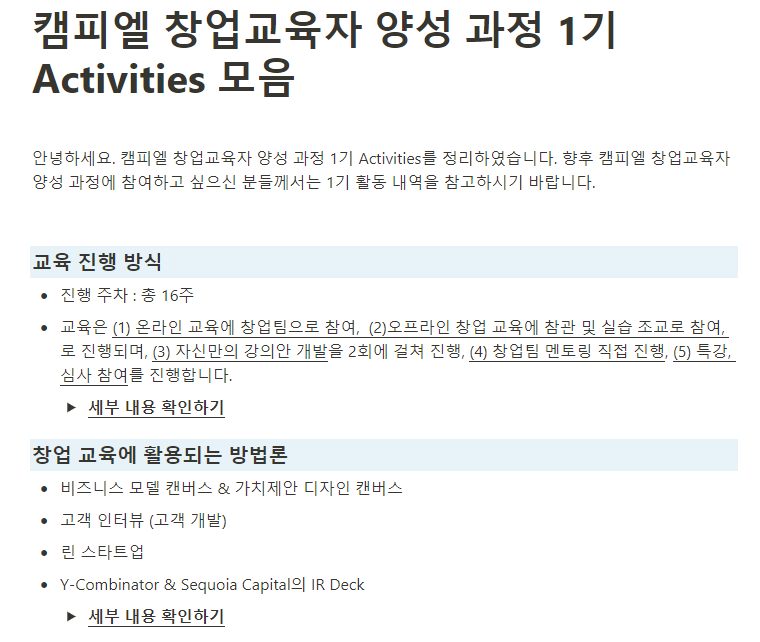 캠피엘 창업교육자 양성 과정 1기
Activities 모음
안녕하세요. 캠피엘 창업교육자 양성 과정 1기 Activities를 정리하였습니다. 향후 캠피엘 창업교육자
양성 과정에 참여하고 싶으신 분들께서는 1기 활동 내역을 참고하시기 바랍니다.
교육 진행 방식
• 진행 주차 : 총 16주
• 교육은 (1) 온라인 교육에 창업팀으로 참여, (2)오프라인 창업 교육에 참관 및 실습 조교로 참여,
로 진행되며, (3) 자신만의 강의안 개발을 2회에 걸쳐 진행, (4) 창업팀 멘토링 직접 진행, (5) 특강,
심사 참여를 진행합니다.
▶ 세부 내용 확인하기
창업 교육에 활용되는 방법론
• 비즈니스 모델 캔버스 & 가치제안 디자인 캔버스
• 고객 인터뷰 (고객 개발)
• 린 스타트업
• Y-Combinator & Sequoia Capital의 IR Deck
▶ 세부 내용 확인하기